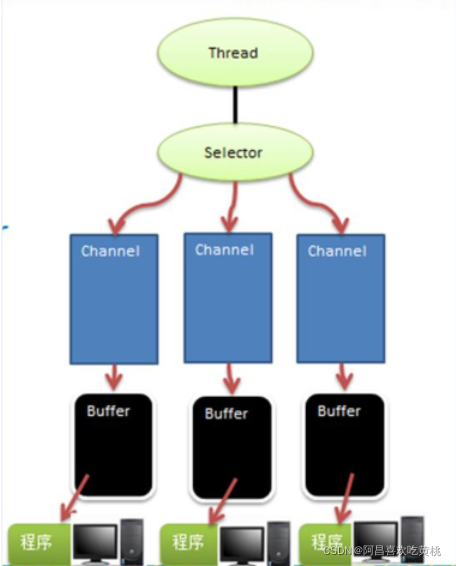 Thread
Selector
Channel
Channel
Channel
Buffer
Buffer
Buffer
程序
程序
程序
CSDN @阿昌喜欢吃黄桃